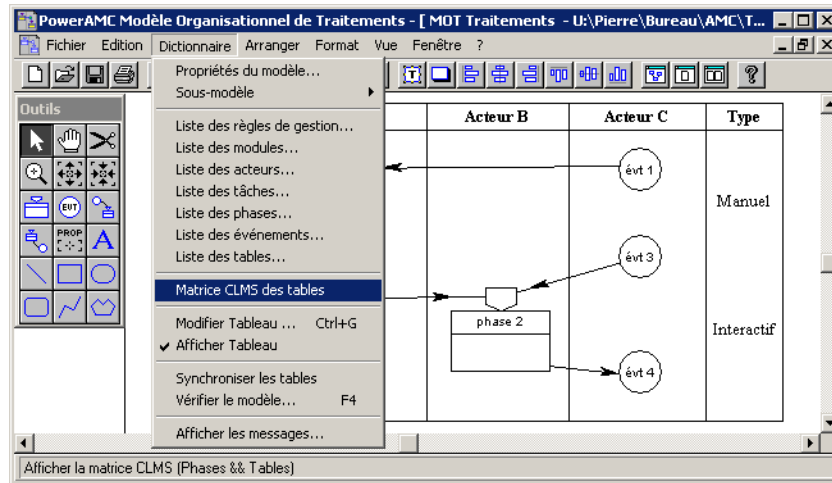 PowerAMC Modèle Organisationnel de Traitements - [ MOT Traitements - U:\Pierre\Bureau\AMC\T...
Fichier Edition Dictionnaire Arranger Format Vue Fenêtre ?
Outils
EVT
PROP
A
Propriétés du modèle...
Sous-modèle
Liste des règles de gestion...
Liste des modules...
Liste des acteurs...
Liste des tâches...
Liste des phases...
Liste des événements...
Liste des tables...
Matrice CLMS des tables
Modifier Tableau ... Ctrl+G
Afficher Tableau
Synchroniser les tables
Vérifier le modèle... F4
Afficher les messages...
Acteur B Acteur C Type
évt 1
Manuel
évt 3
phase 2
Interactif
évt 4
Afficher la matrice CLMS (Phases && Tables)